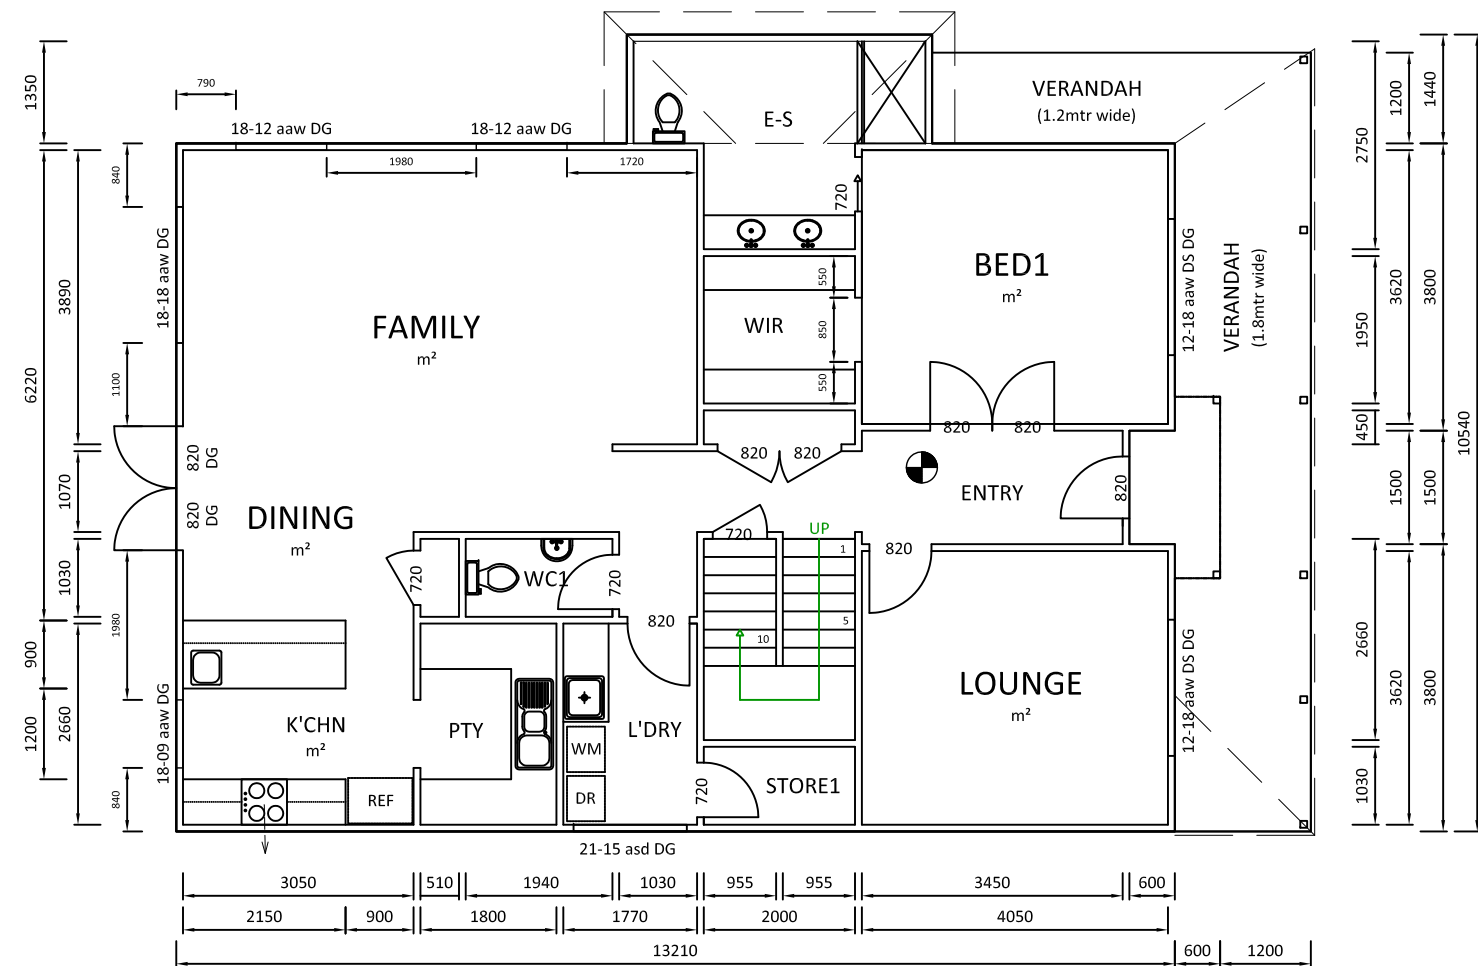 790
18-12 aaw DG
18-12 aaw DG
1980
1720
E-S
VERANDAH
(1.2mtr wide)
1350
840
6220
3890
18-18 aaw DG
1100
FAMILY
m²
720
550
WIR
850
550
BED1
m²
12-18 aaw DS DG
VERANDAH
(1.8mtr wide)
2750
1200
1440
1950
3620
3800
450
10540
820
DG
820
DG
1070
DINING
m²
820
820
820
820
ENTRY
820
1500
1500
720
UP
1
5
10
820
1030
720
WC1
720
820
1980
900
1200
2660
18-09 aaw DG
840
K'CHN
m²
REF
PTY
L'DRY
WM
DR
720
STORE1
LOUNGE
m²
12-18 aaw DS DG
2660
3620
3800
1030
21-15 asd DG
3050
510
1940
1030
955
955
3450
600
2150
900
1800
1770
2000
4050
13210
600
1200